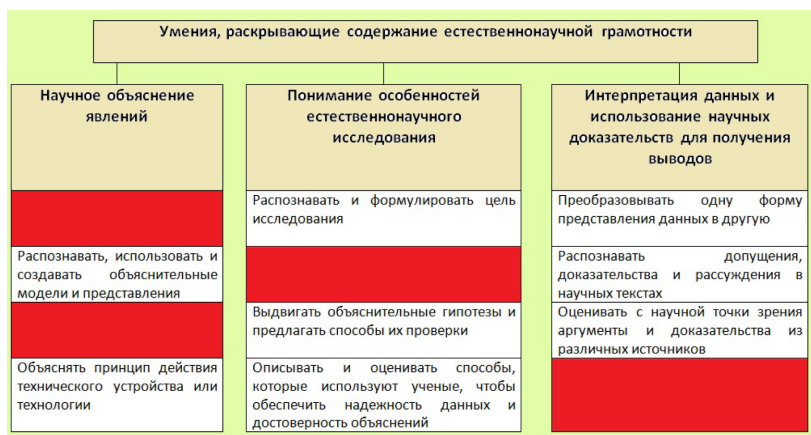 Умения, раскрывающие содержание естественнонаучной грамотности
Научное объяснение
явлений
Понимание особенностей
естественнонаучного
исследования
Интерпретация данных и
использование научных
доказательств для получения
выводов
Распознавать и формулировать цель
исследования
Преобразовывать одну форму
представления данных в другую
Распознавать, использовать и
создавать объяснительные
модели и представления
Распознавать допущения,
доказательства и рассуждения в
научных текстах
Выдвигать объяснительные гипотезы и
предлагать способы их проверки
Оценивать с научной точки зрения
аргументы и доказательства из
различных источников
Объяснять принцип действия
технического устройства или
технологии
Описывать и оценивать способы,
которые используют ученые, чтобы
обеспечить надежность данных и
достоверность объяснений